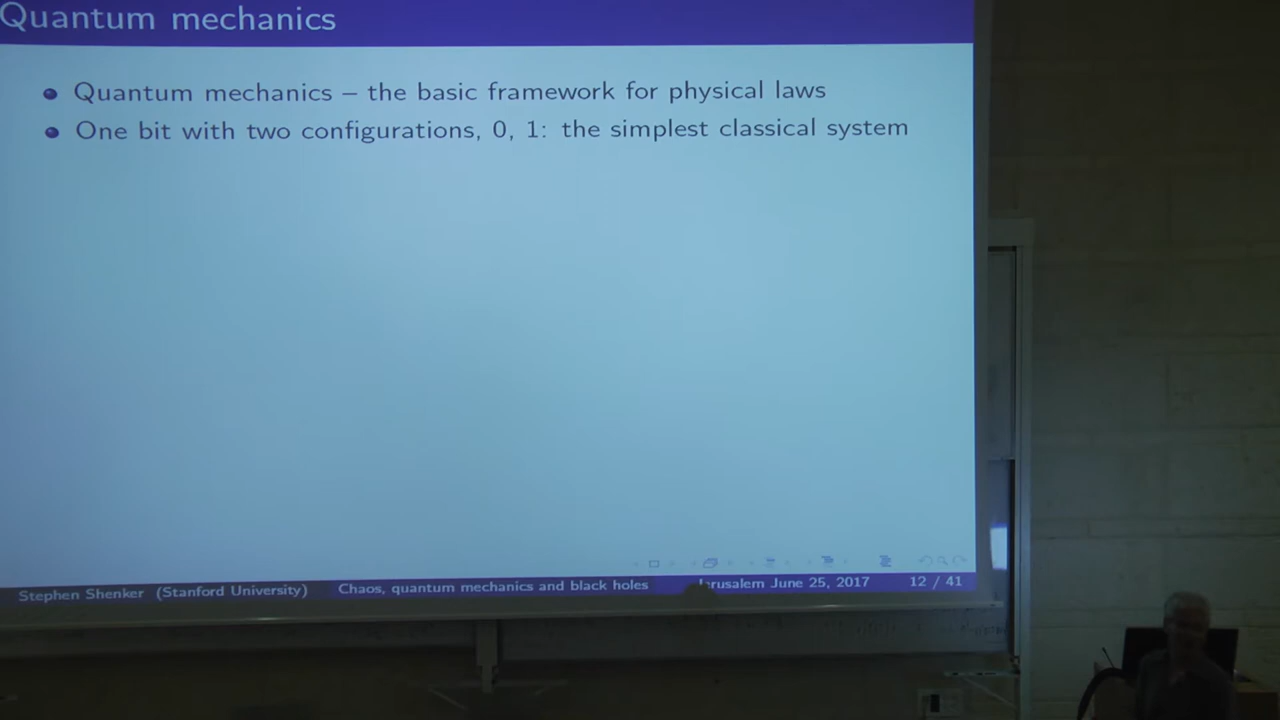 Quantum mechanics
Quantum mechanics – the basic framework for physical laws
One bit with two configurations, 0, 1: the simplest classical system
Stephen Shenker (Stanford University) Chaos, quantum mechanics and black holes Jerusalem June 25, 2017 12 / 41